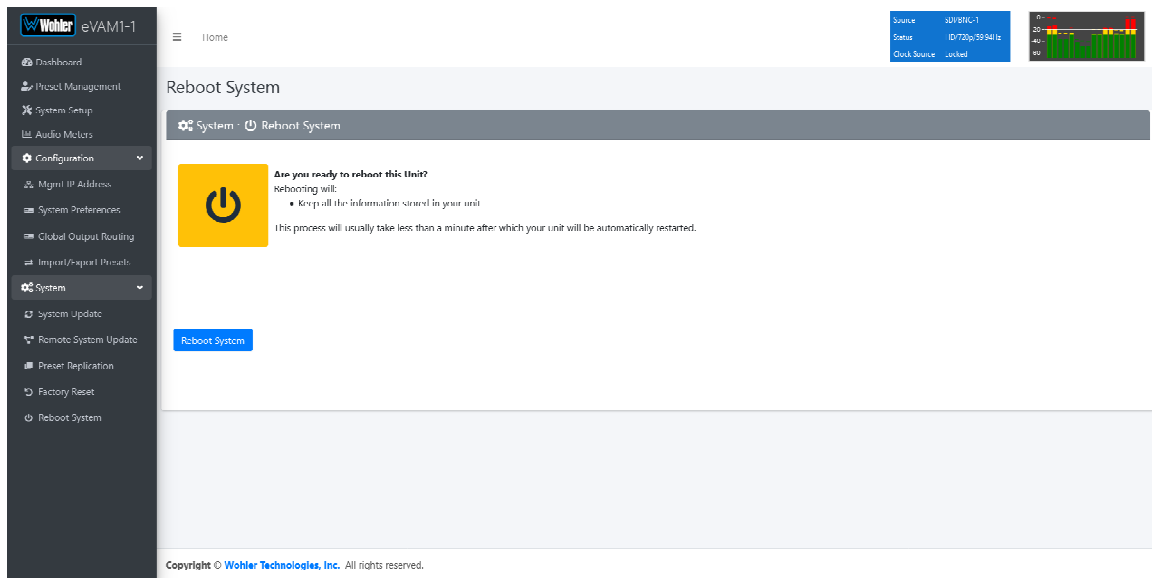 Wohler eVAM1-1
Dashboard
Preset Management
System Setup
Audio Meters
Configuration
Mgmt IP Address
System Preferences
Global Output Routing
Import/Export Presets
System
System Update
Remote System Update
Preset Replication
Factory Reset
Reboot System
Home
Source SDI/BNC-1
Status HD/720p/59.94Hz
Clock Source Locked
0
-20
-40
-60
Reboot System
System : Reboot System
Are you ready to reboot this Unit?
Rebooting will:
• Keep all the information stored in your unit
This process will usually take less than a minute after which your unit will be automatically restarted.
Reboot System
Copyright © Wohler Technologies, Inc. All rights reserved.